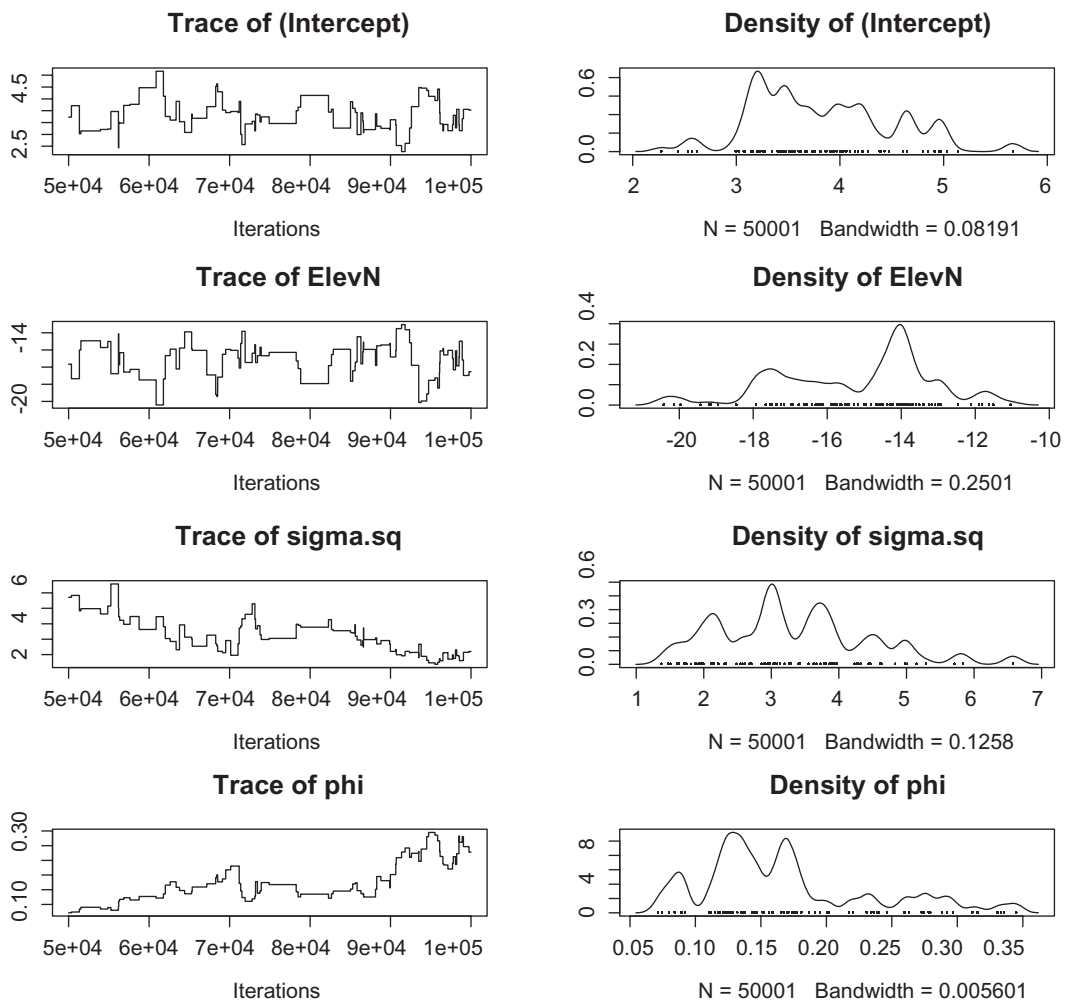 Trace of (Intercept)
4.5
2.5
5e+04 6e+04 7e+04 8e+04 9e+04 1e+05
Iterations
Density of (Intercept)
0.6
0.0
2 3 4 5 6
N = 50001 Bandwidth = 0.08191
Trace of ElevN
-14
-20
5e+04 6e+04 7e+04 8e+04 9e+04 1e+05
Iterations
Density of ElevN
0.4
0.2
0.0
-20 -18 -16 -14 -12 -10
N = 50001 Bandwidth = 0.2501
Trace of sigma.sq
6
4
2
5e+04 6e+04 7e+04 8e+04 9e+04 1e+05
Iterations
Density of sigma.sq
0.6
0.3
0.0
1 2 3 4 5 6 7
N = 50001 Bandwidth = 0.1258
Trace of phi
0.30
0.10
5e+04 6e+04 7e+04 8e+04 9e+04 1e+05
Iterations
Density of phi
8
4
0
0.05 0.10 0.15 0.20 0.25 0.30 0.35
N = 50001 Bandwidth = 0.005601